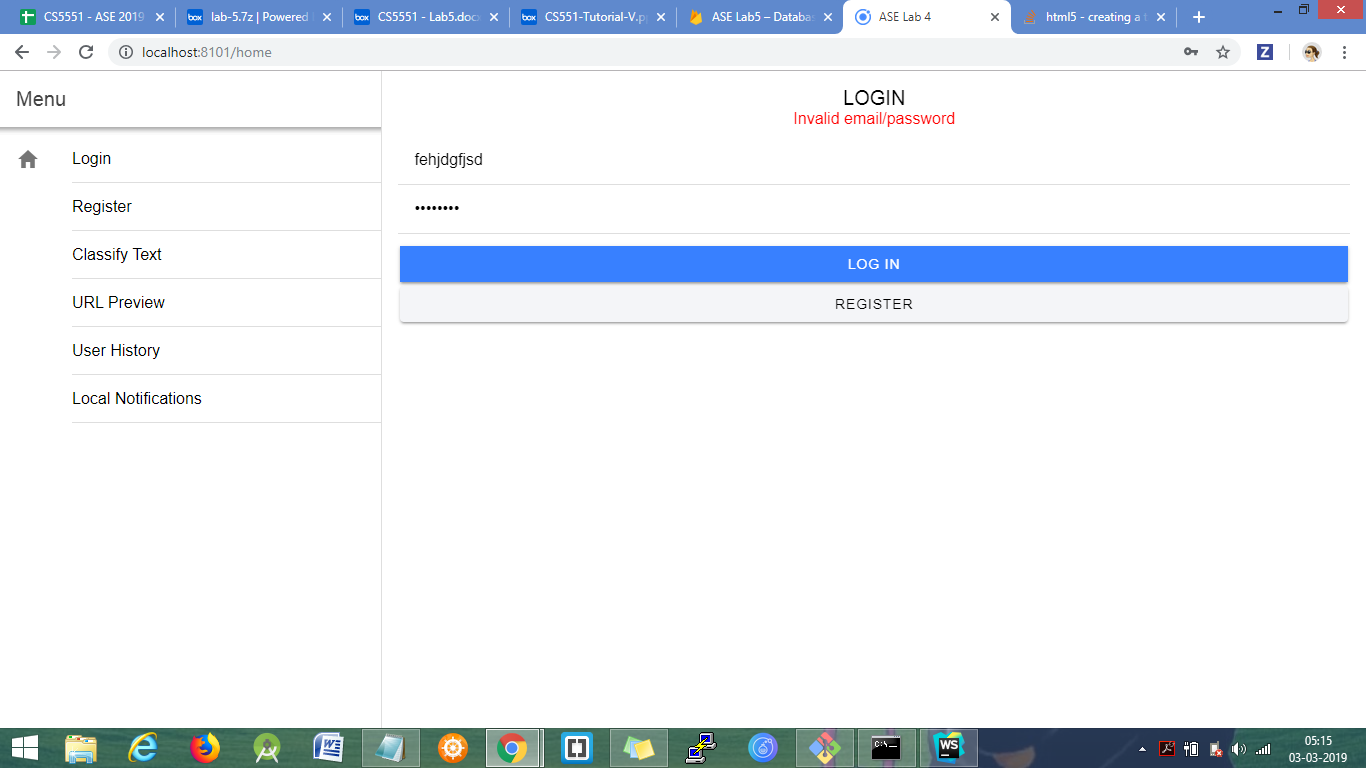 CS5551 - ASE 2019
lab-5.7z | Powered
CS5551 - Lab5.doc
CS551-Tutorial-V.p
ASE Lab5 – Databa
ASE Lab 4
html5 - creating a
localhost:8101/home
Z
Menu
Login
Register
Classify Text
URL Preview
User History
Local Notifications
LOGIN
Invalid email/password
fehjdgfjsd
••••••••
LOG IN
REGISTER
WS
05:15
03-03-2019